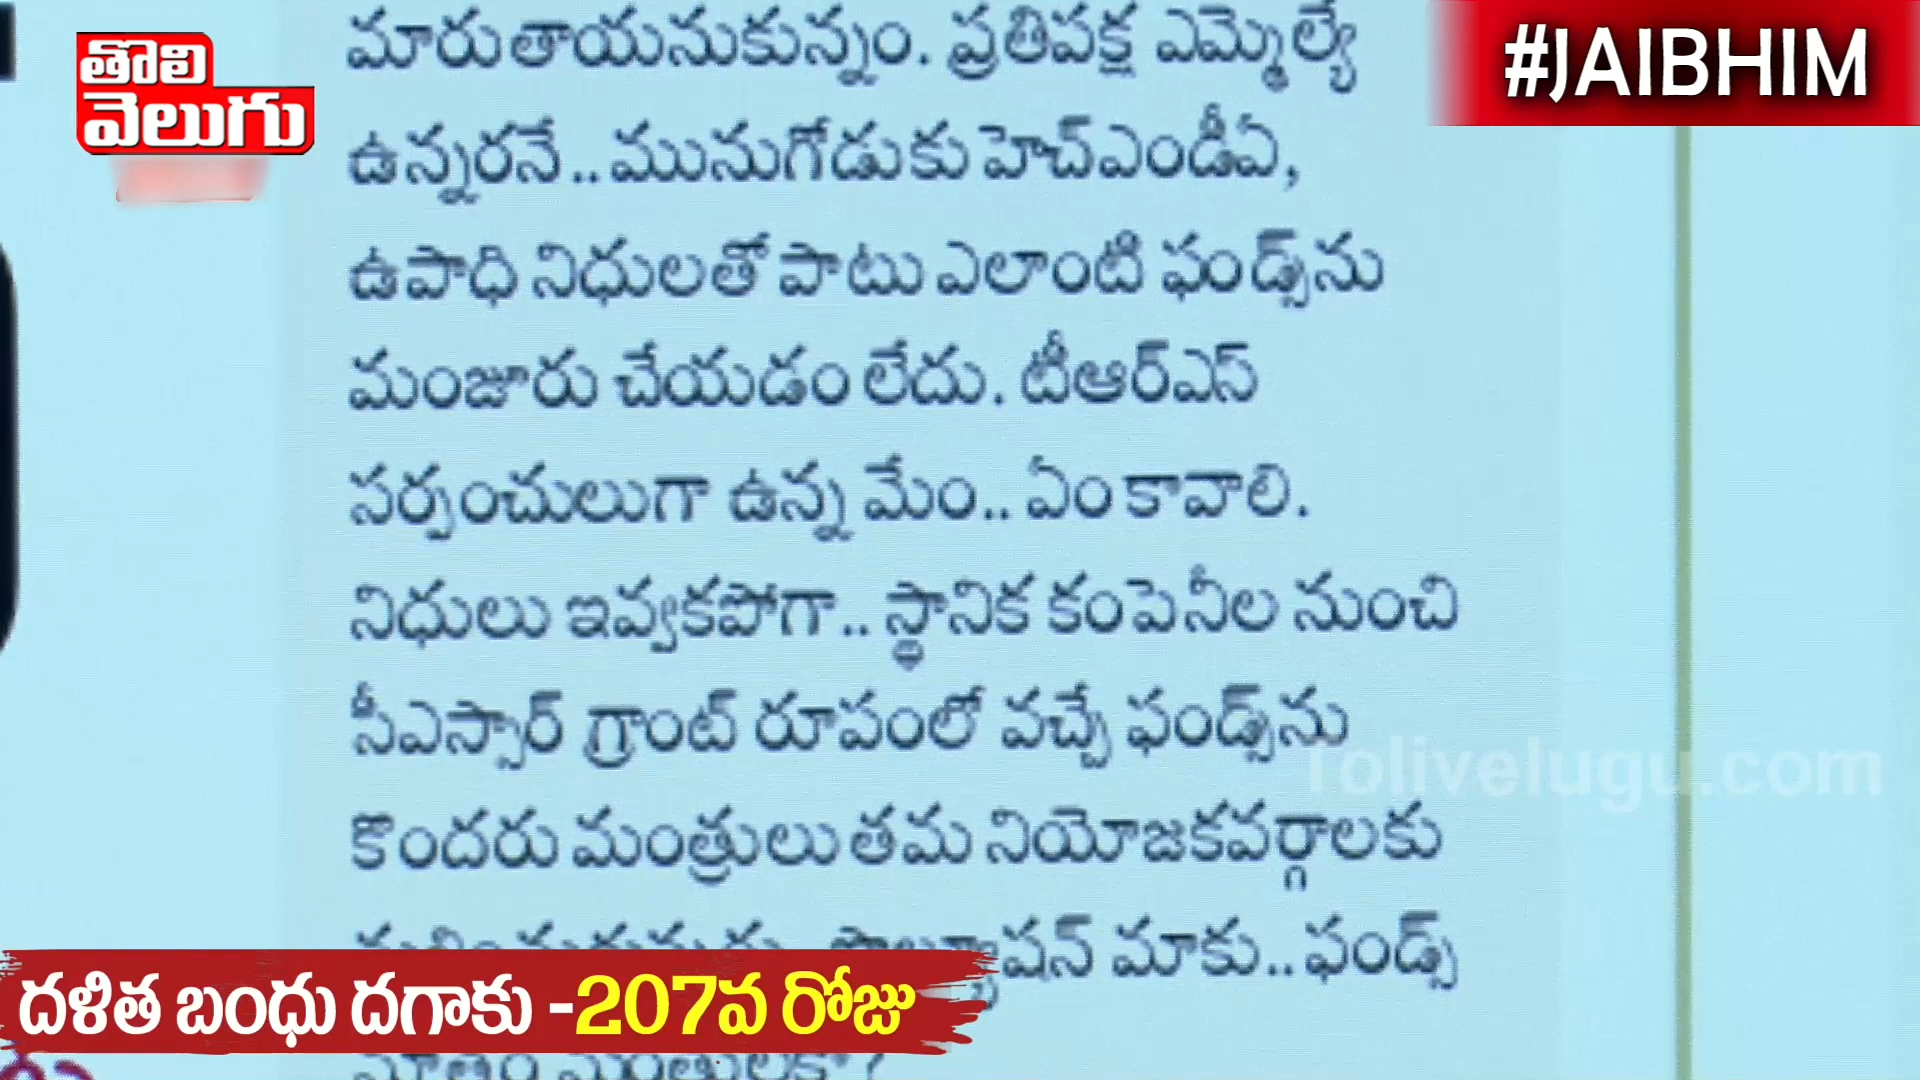 తొలి
వెలుగు
#JAIBHIM
మారుతాయనుకున్నం. ప్రతిపక్ష ఎమ్మెల్యే
ఉన్నరనే.. మునుగోడుకు హెచ్ఎండీఏ,
ఉపాధి నిధులతో పాటు ఎలాంటి ఫండ్స్‌ను
మంజూరు చేయడం లేదు. టీఆర్ఎస్
సర్పంచులుగా ఉన్న మేం.. ఏం కావాలి.
నిధులు ఇవ్వకపోగా.. స్థానిక కంపెనీల నుంచి
సీఎస్సార్ గ్రాంట్ రూపంలో వచ్చే ఫండ్స్‌ను
Tolivelugu.com
కొందరు మంత్రులు తమ నియోజకవర్గాలకు
మాకు.. ఫండ్స్
దళిత బంధు దగాకు -207వ రోజు